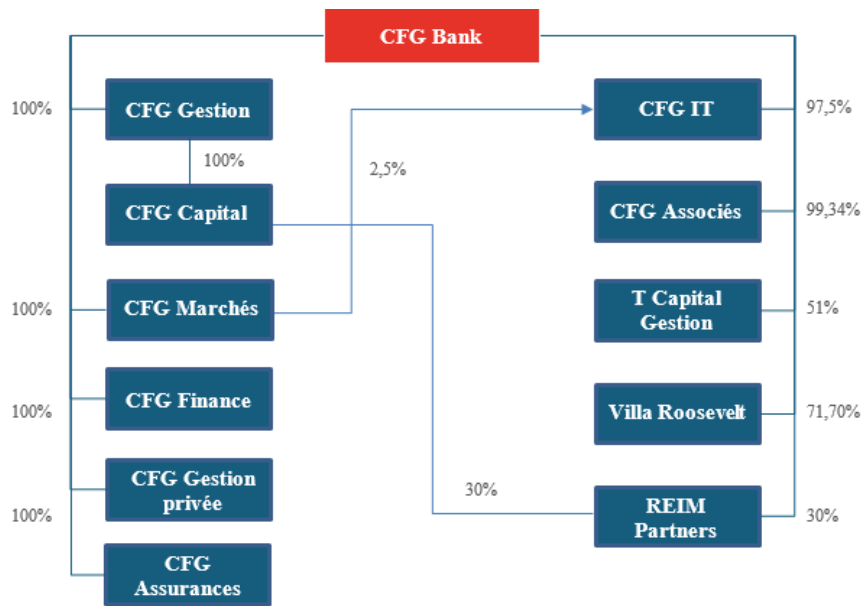 CFG Bank
100%
CFG Gestion
CFG IT
97,5%
100%
2,5%
CFG Capital
CFG Associés
99,34%
100%
CFG Marchés
T Capital
Gestion
51%
100%
CFG Finance
Villa Roosevelt
71,70%
100%
CFG Gestion
privée
30%
REIM
Partners
30%
CFG
Assurances